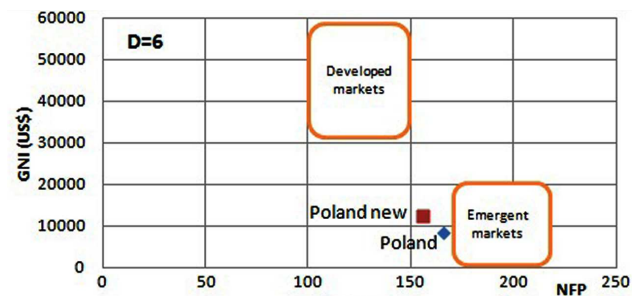 60000
D=6
50000
Developed
markets
40000
GNI (US$)
30000
20000
Poland new
Emergent
markets
10000
Poland
0
0 50 100 150 200 NFP 250